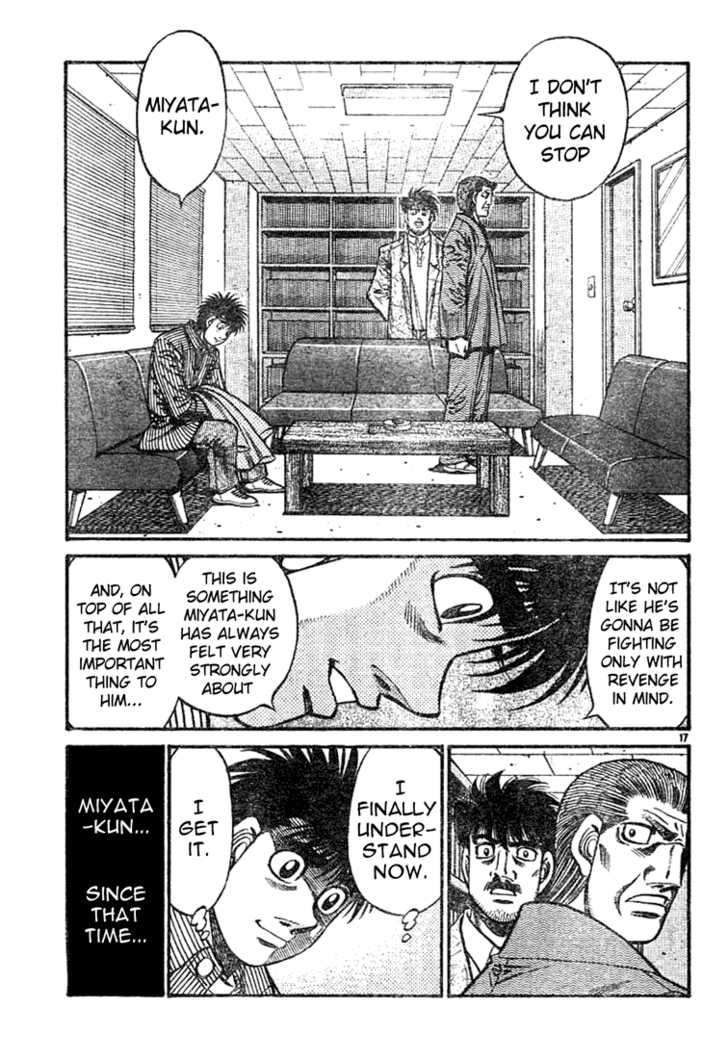 I DON'T
THINK
YOU CAN
STOP
MIYATA-
KUN.
IT'S NOT
LIKE HE'S
GONNA BE
FIGHTING
ONLY WITH
REVENGE
IN MIND.
THIS IS
SOMETHING
MIYATA-KUN
HAS ALWAYS
FELT VERY
STRONGLY
ABOUT
AND, ON
TOP OF ALL
THAT, IT'S
THE MOST
IMPORTANT
THING TO
HIM...
17
I
FINALLY
UNDER-
STAND
NOW.
I
GET
IT.
MIYATA
-KUN...
SINCE
THAT
TIME...